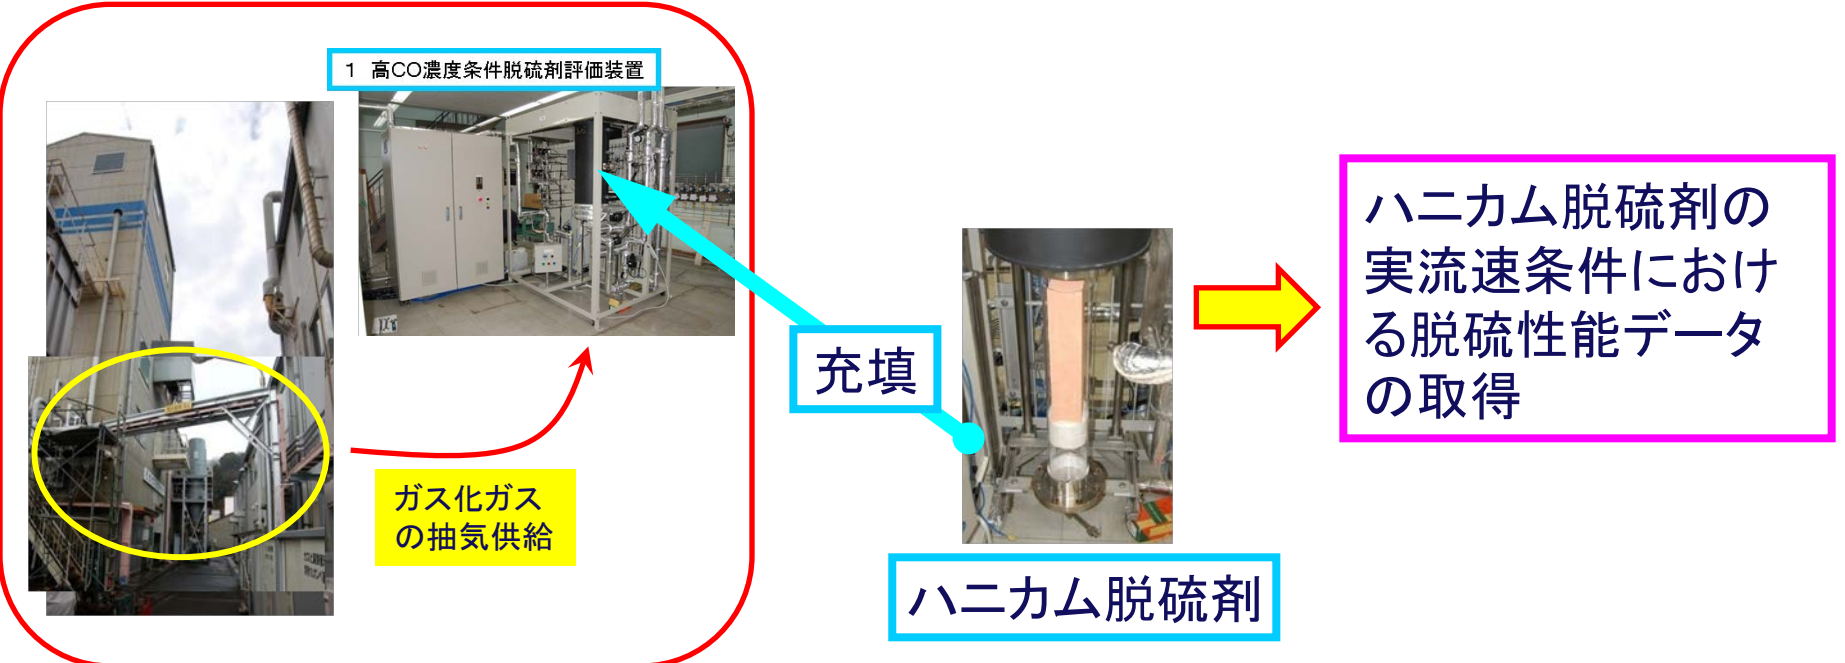 1 高CO濃度条件脱硫剤評価装置
ガス化ガス
の抽気供給
充填
ハニカム脱硫剤
ハニカム脱硫剤の
実流速条件におけ
る脱硫性能データ
の取得